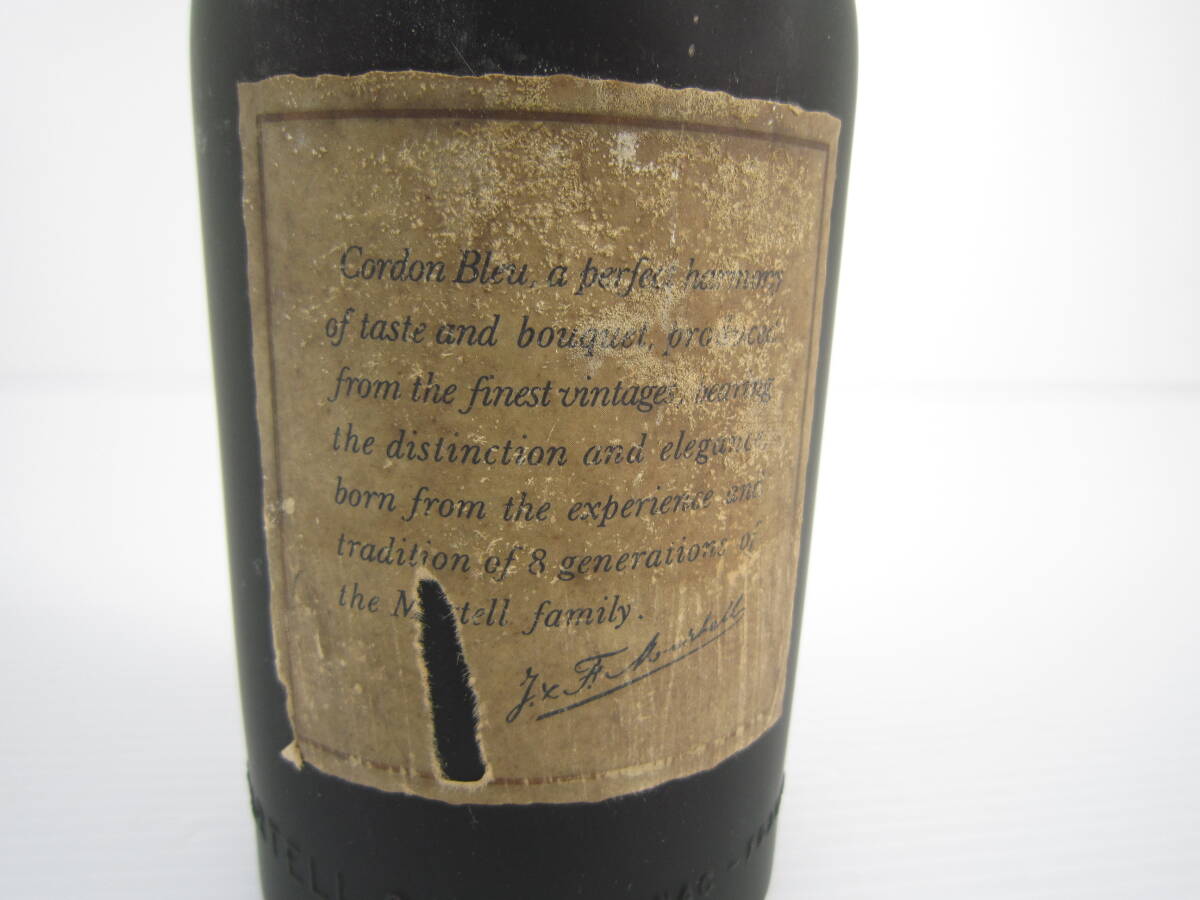 Cordon Bleu, a perfect harmony
of taste and bouquet, produced
from the finest vintages, bearing
the distinction and elegance,
born from the experience and
tradition of 8 generations of
the Martell family.
J. & F. Martell